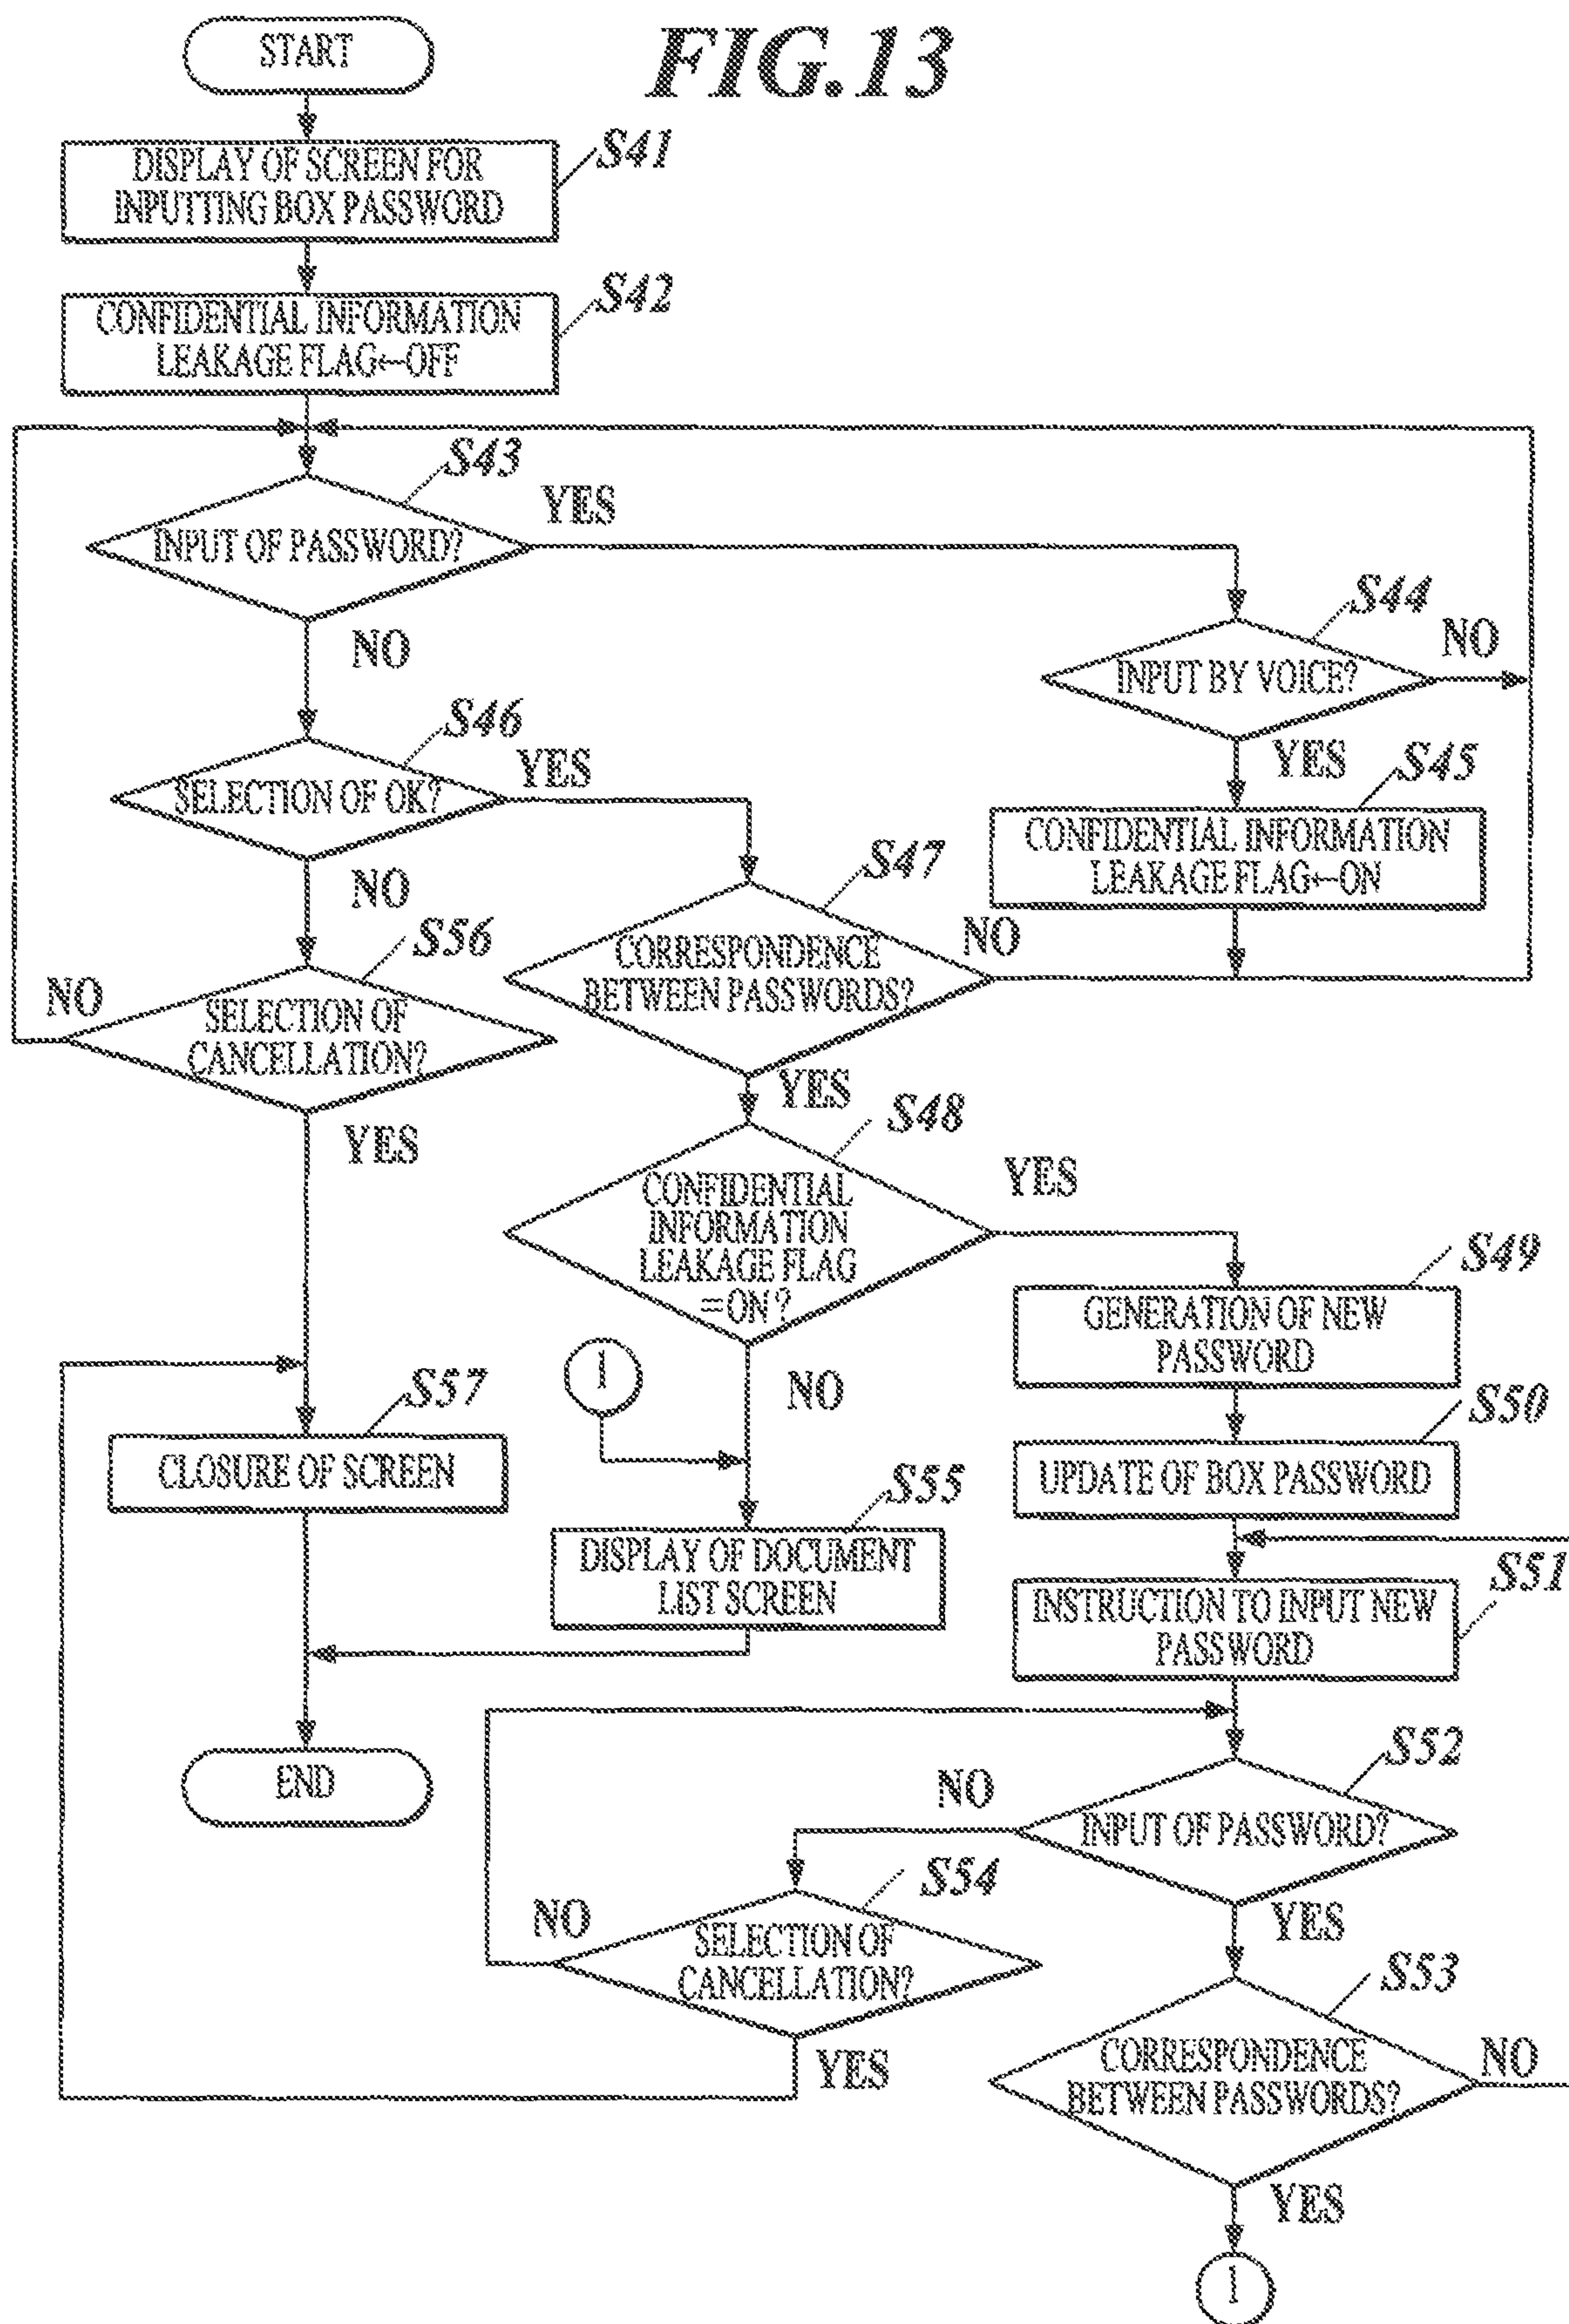 FIG.13
START
S41
DISPLAY OF SCREEN FOR
INPUTTING BOX PASSWORD
S42
CONFIDENTIAL INFORMATION
LEAKAGE FLAG←OFF
S43
INPUT OF PASSWORD?
YES
NO
S44
INPUT BY VOICE?
NO
YES
S45
CONFIDENTIAL INFORMATION
LEAKAGE FLAG←ON
S46
SELECTION OF OK?
YES
NO
S47
CORRESPONDENCE
BETWEEN PASSWORDS?
NO
YES
S56
SELECTION OF
CANCELLATION?
NO
YES
S48
CONFIDENTIAL
INFORMATION
LEAKAGE FLAG
=ON?
YES
NO
S49
GENERATION OF NEW
PASSWORD
1
S57
CLOSURE OF SCREEN
S50
UPDATE OF BOX PASSWORD
S55
DISPLAY OF DOCUMENT
LIST SCREEN
S51
INSTRUCTION TO INPUT NEW
PASSWORD
END
S52
INPUT OF PASSWORD?
NO
YES
S54
SELECTION OF
CANCELLATION?
NO
YES
S53
CORRESPONDENCE
BETWEEN PASSWORDS?
NO
YES
1